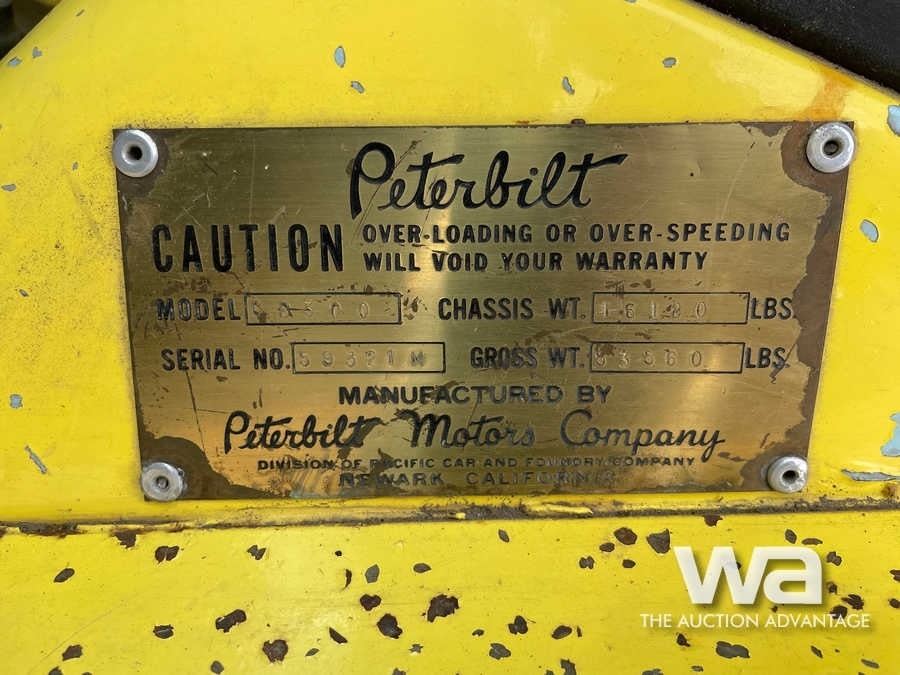 Peterbilt
CAUTION OVER-LOADING OR OVER-SPEEDING
WILL VOID YOUR WARRANTY
MODEL CHASSIS WT. LBS.
SERIAL NO. GROSS WT. LBS.
MANUFACTURED BY
Peterbilt Motors Company
DIVISION OF PACIFIC CAR AND FOUNDRY COMPANY
NEWARK, CALIFORNIA
wa
THE AUCTION ADVANTAGE